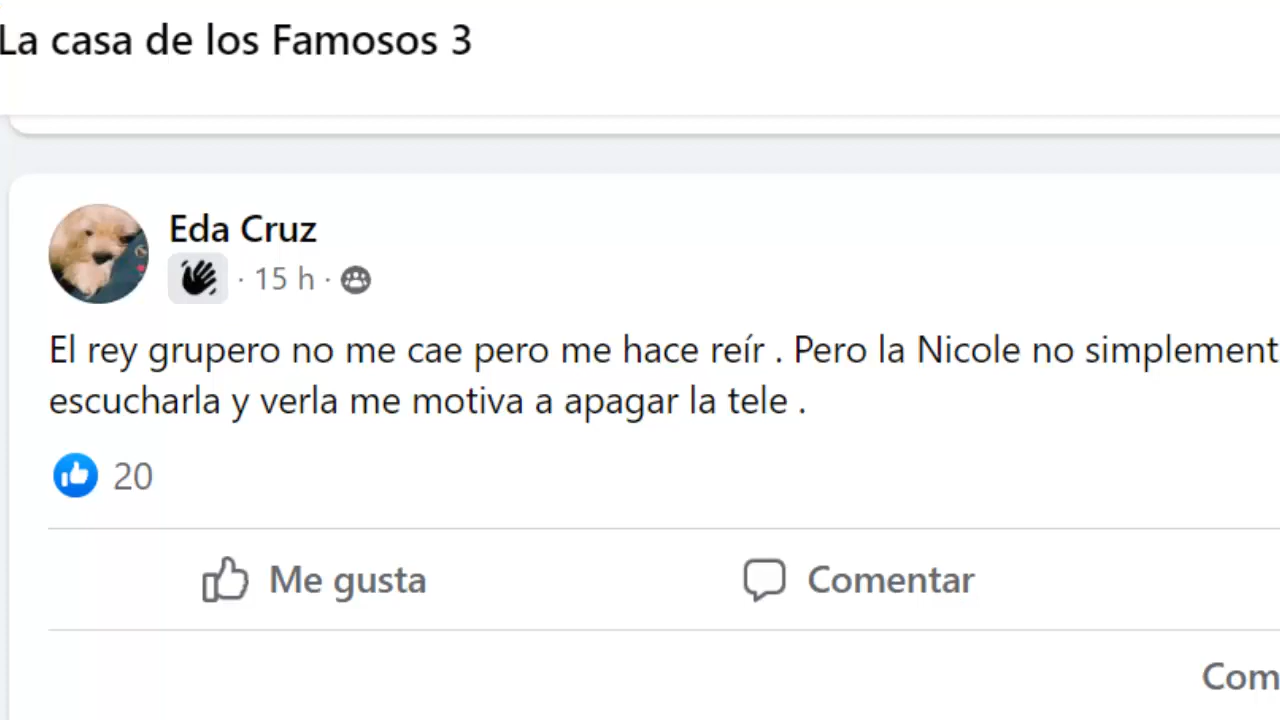 La casa de los Famosos 3
Eda Cruz
· 15 h ·
El rey grupero no me cae pero me hace reír . Pero la Nicole no simplement
escucharla y verla me motiva a apagar la tele .
20
Me gusta
Comentar
Com